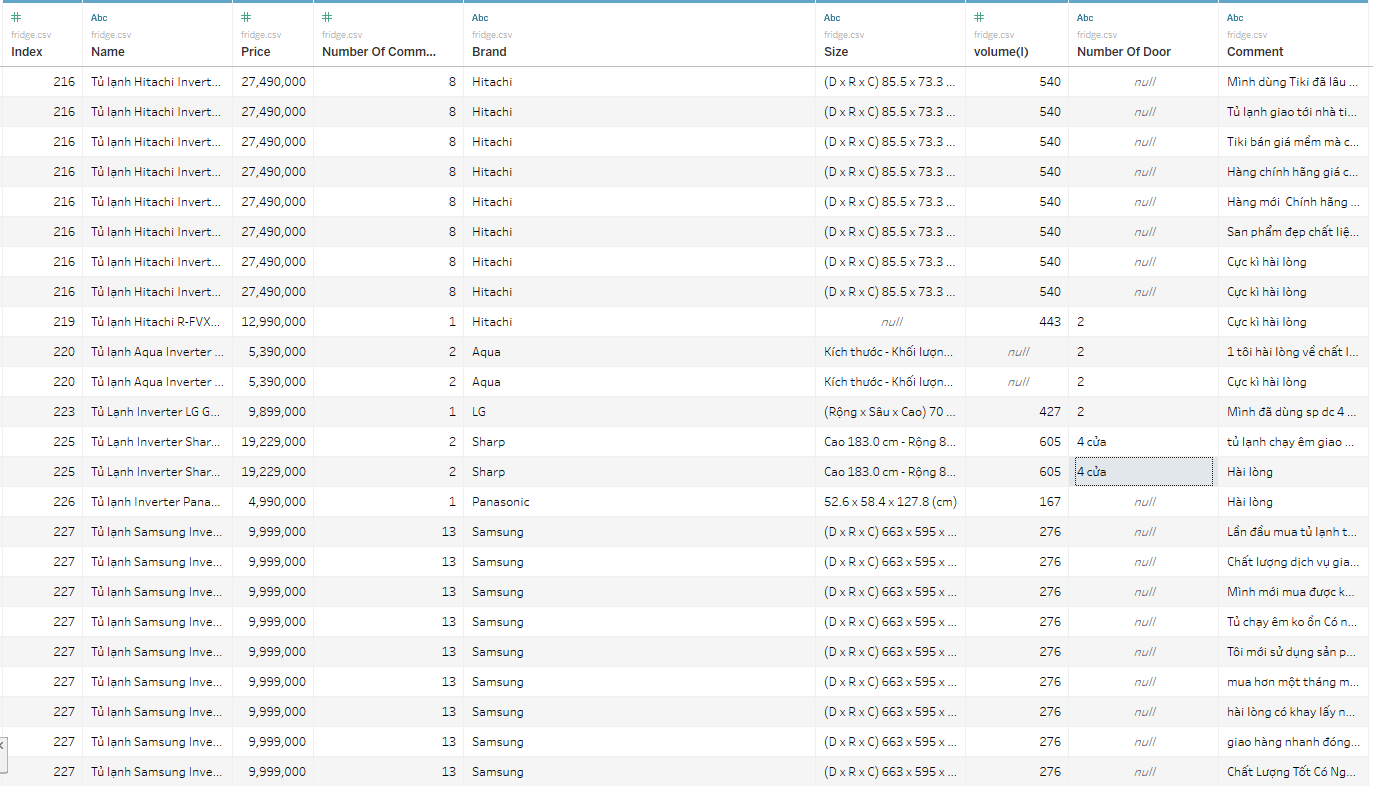 # Abc # # Abc Abc # Abc Abc
fridge.csv fridge.csv fridge.csv fridge.csv fridge.csv fridge.csv fridge.csv fridge.csv fridge.csv
Index Name Price Number Of Comm... Brand Size volume(l) Number Of Door Comment
216 Tủ lạnh Hitachi Invert... 27,490,000 8 Hitachi (D x R x C) 85.5 x 73.3 ... 540 null Mình dùng Tiki đã lâu ...
216 Tủ lạnh Hitachi Invert... 27,490,000 8 Hitachi (D x R x C) 85.5 x 73.3 ... 540 null Tủ lạnh giao tới nhà ti...
216 Tủ lạnh Hitachi Invert... 27,490,000 8 Hitachi (D x R x C) 85.5 x 73.3 ... 540 null Tiki bán giá mềm mà c...
216 Tủ lạnh Hitachi Invert... 27,490,000 8 Hitachi (D x R x C) 85.5 x 73.3 ... 540 null Hàng chính hãng giá c...
216 Tủ lạnh Hitachi Invert... 27,490,000 8 Hitachi (D x R x C) 85.5 x 73.3 ... 540 null Hàng mới Chính hãng ...
216 Tủ lạnh Hitachi Invert... 27,490,000 8 Hitachi (D x R x C) 85.5 x 73.3 ... 540 null San phẩm đẹp chất liệ...
216 Tủ lạnh Hitachi Invert... 27,490,000 8 Hitachi (D x R x C) 85.5 x 73.3 ... 540 null Cực kì hài lòng
216 Tủ lạnh Hitachi Invert... 27,490,000 8 Hitachi (D x R x C) 85.5 x 73.3 ... 540 null Cực kì hài lòng
219 Tủ lạnh Hitachi R-FVX... 12,990,000 1 Hitachi null 443 2 Cực kì hài lòng
220 Tủ lạnh Aqua Inverter ... 5,390,000 2 Aqua Kích thước - Khối lượn... null 2 1 tôi hài lòng về chất l...
220 Tủ lạnh Aqua Inverter ... 5,390,000 2 Aqua Kích thước - Khối lượn... null 2 Cực kì hài lòng
223 Tủ Lạnh Inverter LG G... 9,899,000 1 LG (Rộng x Sâu x Cao) 70 ... 427 2 Mình đã dùng sp dc 4 ...
225 Tủ Lạnh Inverter Shar... 19,229,000 2 Sharp Cao 183.0 cm - Rộng 8... 605 4 cửa tủ lạnh chạy êm giao ...
225 Tủ Lạnh Inverter Shar... 19,229,000 2 Sharp Cao 183.0 cm - Rộng 8... 605 4 cửa Hài lòng
226 Tủ lạnh Inverter Pana... 4,990,000 1 Panasonic 52.6 x 58.4 x 127.8 (cm) 167 null Hài lòng
227 Tủ lạnh Samsung Inve... 9,999,000 13 Samsung (D x R x C) 663 x 595 x ... 276 null Lần đầu mua tủ lạnh t...
227 Tủ lạnh Samsung Inve... 9,999,000 13 Samsung (D x R x C) 663 x 595 x ... 276 null Chất lượng dịch vụ gia...
227 Tủ lạnh Samsung Inve... 9,999,000 13 Samsung (D x R x C) 663 x 595 x ... 276 null Mình mới mua được k...
227 Tủ lạnh Samsung Inve... 9,999,000 13 Samsung (D x R x C) 663 x 595 x ... 276 null Tủ chạy êm ko ổn Có n...
227 Tủ lạnh Samsung Inve... 9,999,000 13 Samsung (D x R x C) 663 x 595 x ... 276 null Tôi mới sử dụng sản p...
227 Tủ lạnh Samsung Inve... 9,999,000 13 Samsung (D x R x C) 663 x 595 x ... 276 null mua hơn một tháng m...
227 Tủ lạnh Samsung Inve... 9,999,000 13 Samsung (D x R x C) 663 x 595 x ... 276 null hài lòng có khay lấy n...
227 Tủ lạnh Samsung Inve... 9,999,000 13 Samsung (D x R x C) 663 x 595 x ... 276 null giao hàng nhanh đóng...
227 Tủ lạnh Samsung Inve... 9,999,000 13 Samsung (D x R x C) 663 x 595 x ... 276 null Chất Lượng Tốt Có Ng...